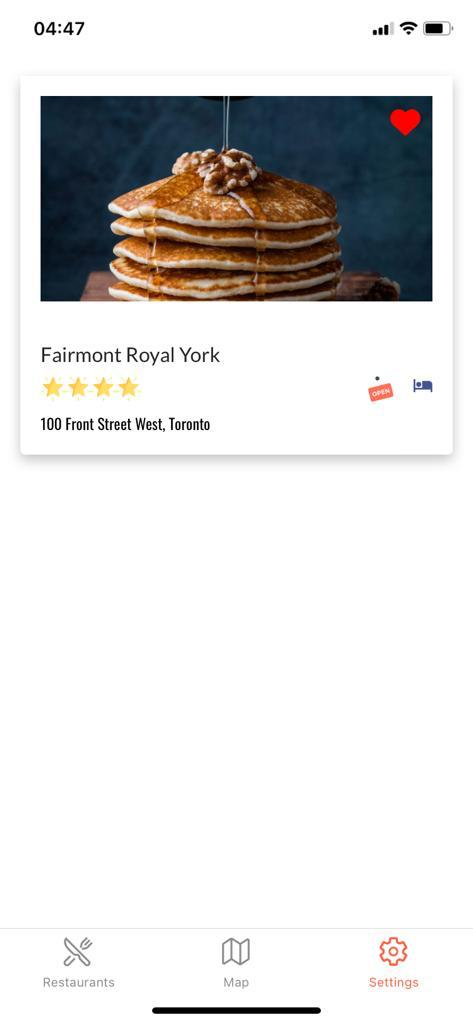 04:47
Fairmont Royal York
OPEN
100 Front Street West, Toronto
Restaurants
Map
Settings